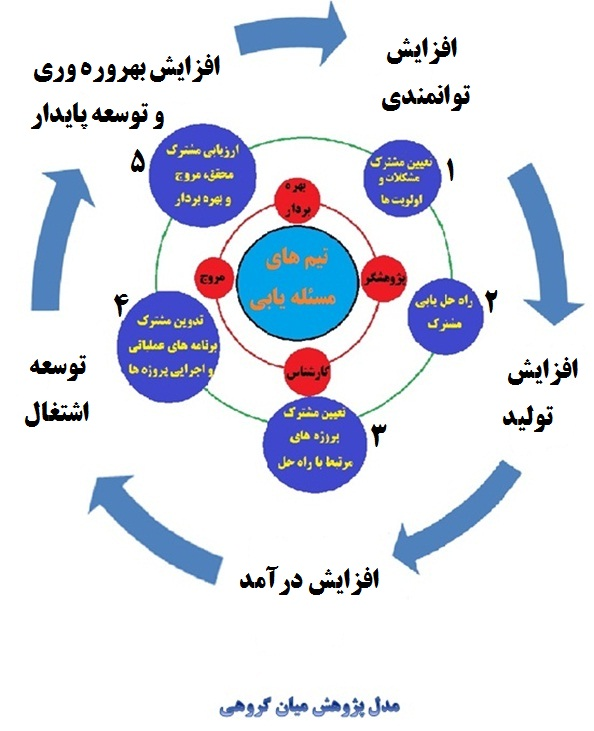 افزایش
توانمندی
افزایش بهروره وری
و توسعه پایدار
افزایش
تولید
افزایش درآمد
توسعه
اشتغال
۱
تعیین مشترک
مشکلات و
اولویت ها
۲
راه حل یابی
مشترک
۳
تعیین مشترک
پروژه های
مرتبط با راه حل
۴
تدوین مشترک
برنامه های عملیاتی
و اجرایی پروژه ها
۵
ارزیابی مشترک
محقق، مروج
و بهره بردار
بهره
بردار
پژوهشگر
کارشناس
مروج
تیم های
مسئله یابی
مدل پژوهش میان گروهی